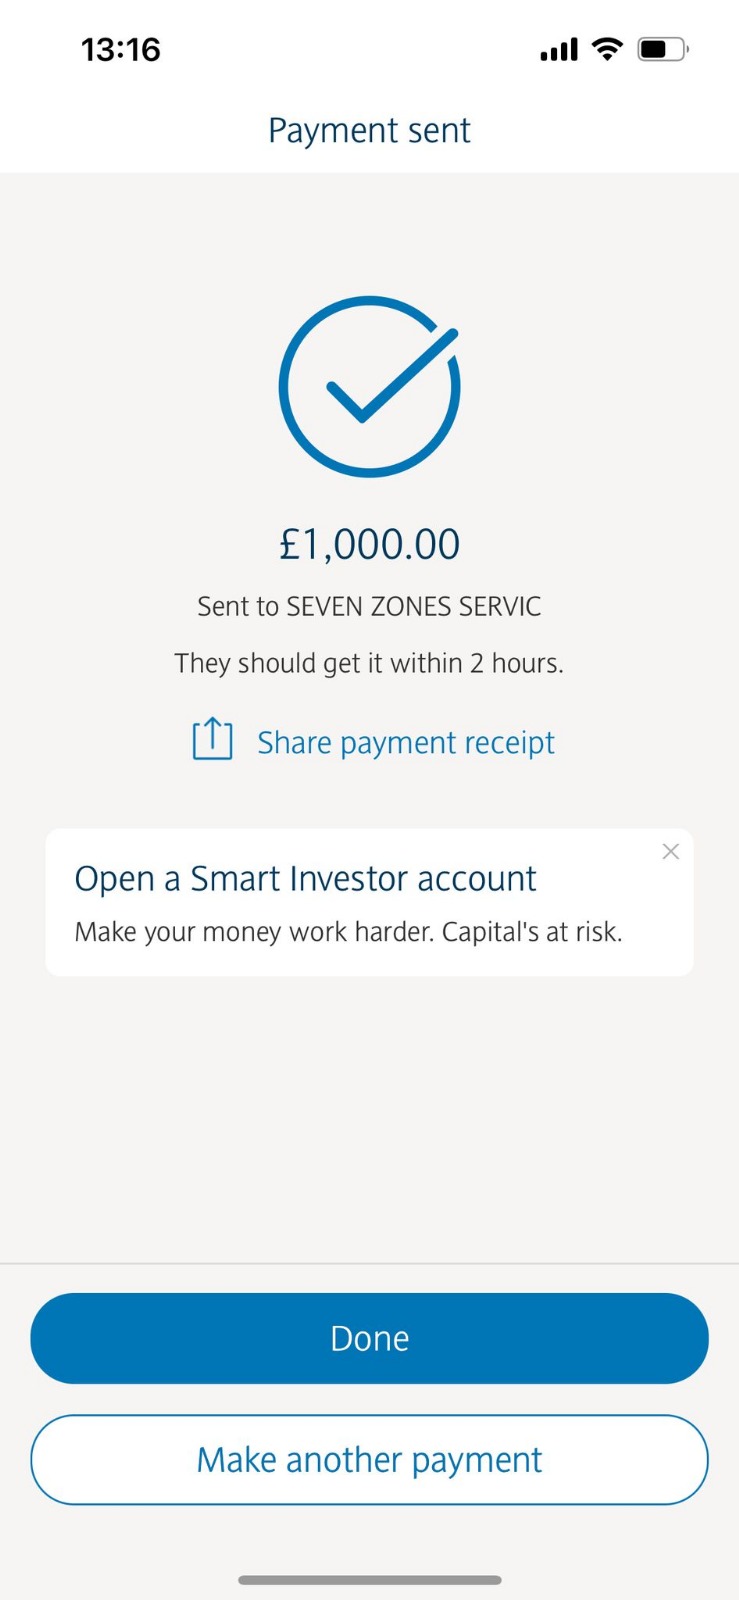 13:16
Payment sent
£1,000.00
Sent to SEVEN ZONES SERVIC
They should get it within 2 hours.
Share payment receipt
Open a Smart Investor account
Make your money work harder. Capital's at risk.
Done
Make another payment